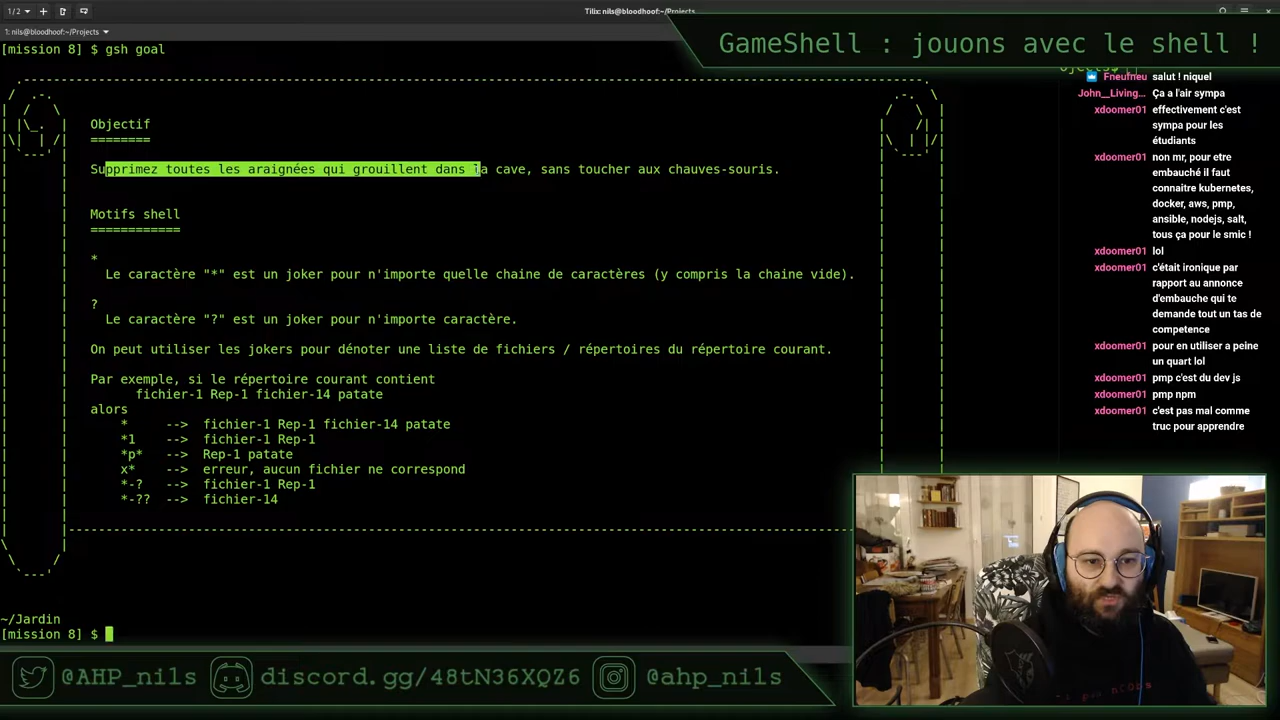 1/2
Tilix: nils@bloodhoof:~/Projects
1: nils@bloodhoof:~/Projects
[mission 8] $ gsh goal
GameShell : jouons avec le shell !
Objectif
========
Supprimez toutes les araignées qui grouillent dans la cave, sans toucher aux chauves-souris.
Motifs shell
============
*
Le caractère "*" est un joker pour n'importe quelle chaine de caractères (y compris la chaine vide).
?
Le caractère "?" est un joker pour n'importe caractère.
On peut utiliser les jokers pour dénoter une liste de fichiers / répertoires du répertoire courant.
Par exemple, si le répertoire courant contient
fichier-1 Rep-1 fichier-14 patate
alors
* --> fichier-1 Rep-1 fichier-14 patate
*1 --> fichier-1 Rep-1
*p* --> Rep-1 patate
x* --> erreur, aucun fichier ne correspond
*-? --> fichier-1 Rep-1
*-?? --> fichier-14
~/Jardin
[mission 8] $
Fneufneu salut ! niquel
John__Living... Ça a l'air sympa
xdoomer01 effectivement c'est
sympa pour les
étudiants
xdoomer01 non mr, pour etre
embauché il faut
connaitre kubernetes,
docker, aws, pmp,
ansible, nodejs, salt,
tous ça pour le smic !
xdoomer01 lol
xdoomer01 c'était ironique par
rapport au annonce
d'embauche qui te
demande tout un tas de
competence
xdoomer01 pour en utiliser a peine
un quart lol
xdoomer01 pmp c'est du dev js
xdoomer01 pmp npm
xdoomer01 c'est pas mal comme
truc pour apprendre
@AHP_nils discord.gg/48tN36XQZ6 @ahp_nils